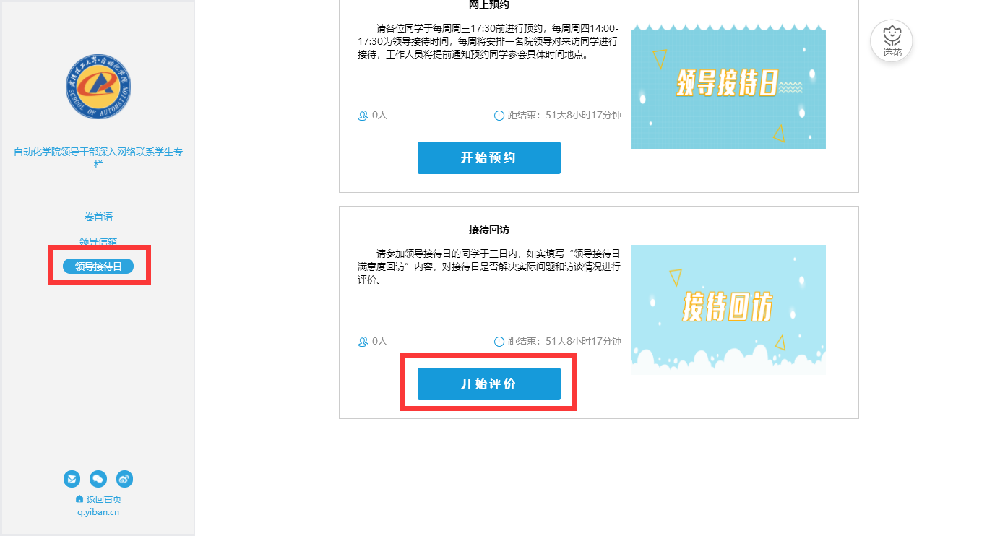 武汉理工大学·自动化学院
SCHOOL OF AUTOMATION
自动化学院领导干部深入网络联系学生专
栏
卷首语
领导信箱
领导接待日
返回首页
q.yiban.cn
网上预约
请各位同学于每周周三17:30前进行预约，每周周四14:00-
17:30为领导接待时间，每周将安排一名院领导对来访同学进行
接待，工作人员将提前通知预约同学参会具体时间地点。
0人
距结束：51天8小时17分钟
开始预约
领导接待日
接待回访
请参加领导接待日的同学于三日内，如实填写“领导接待日
满意度回访”内容，对接待日是否解决实际问题和访谈情况进行
评价。
0人
距结束：51天8小时17分钟
开始评价
接待回访
送花